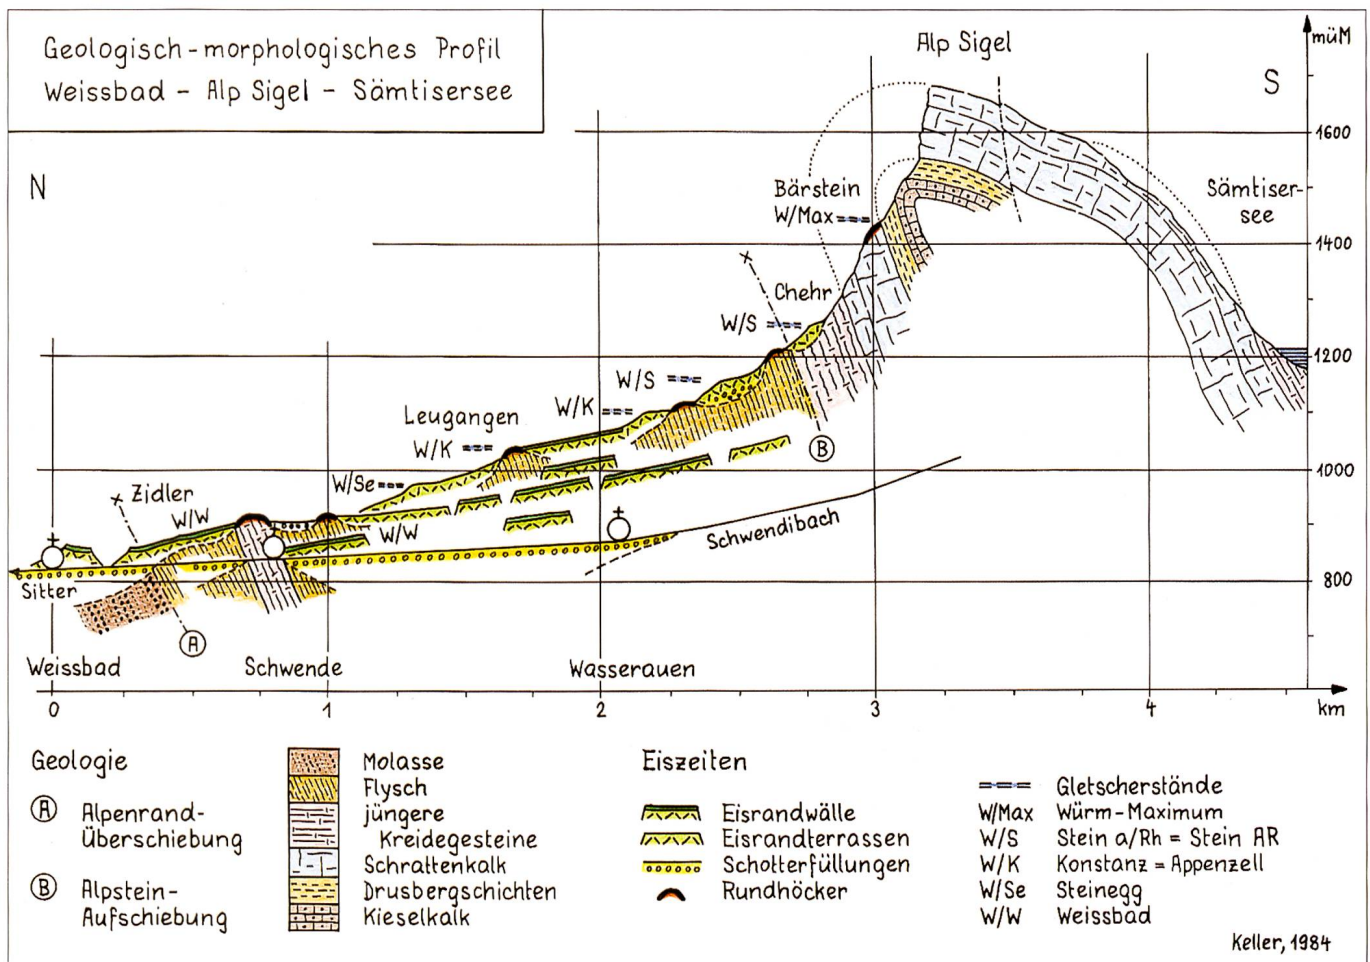 Geologisch-morphologisches Profil
Weissbad - Alp Sigel - Sämtisersee
Alp Sigel
müM
S
N
1600
Bärstein
W/Max
Sämtiser-
see
1400
Chehr
W/S
1200
W/S
W/K
Leugangen
W/K
B
1000
W/Se
Zidler
W/W
W/W
Schwendibach
800
Sitter
A
Weissbad
Schwende
Wasserauen
0
1
2
3
4
km
Geologie
A Alpenrand-
Überschiebung
B Alpstein-
Aufschiebung
Molasse
Flysch
jüngere
Kreidegesteine
Schrattenkalk
Drusbergschichten
Kieselkalk
Eiszeiten
Eisrandwälle
Eisrandterrassen
Schotterfüllungen
Rundhöcker
Gletscherstände
W/Max Würm-Maximum
W/S Stein a/Rh = Stein AR
W/K Konstanz = Appenzell
W/Se Steinegg
W/W Weissbad
Keller, 1984